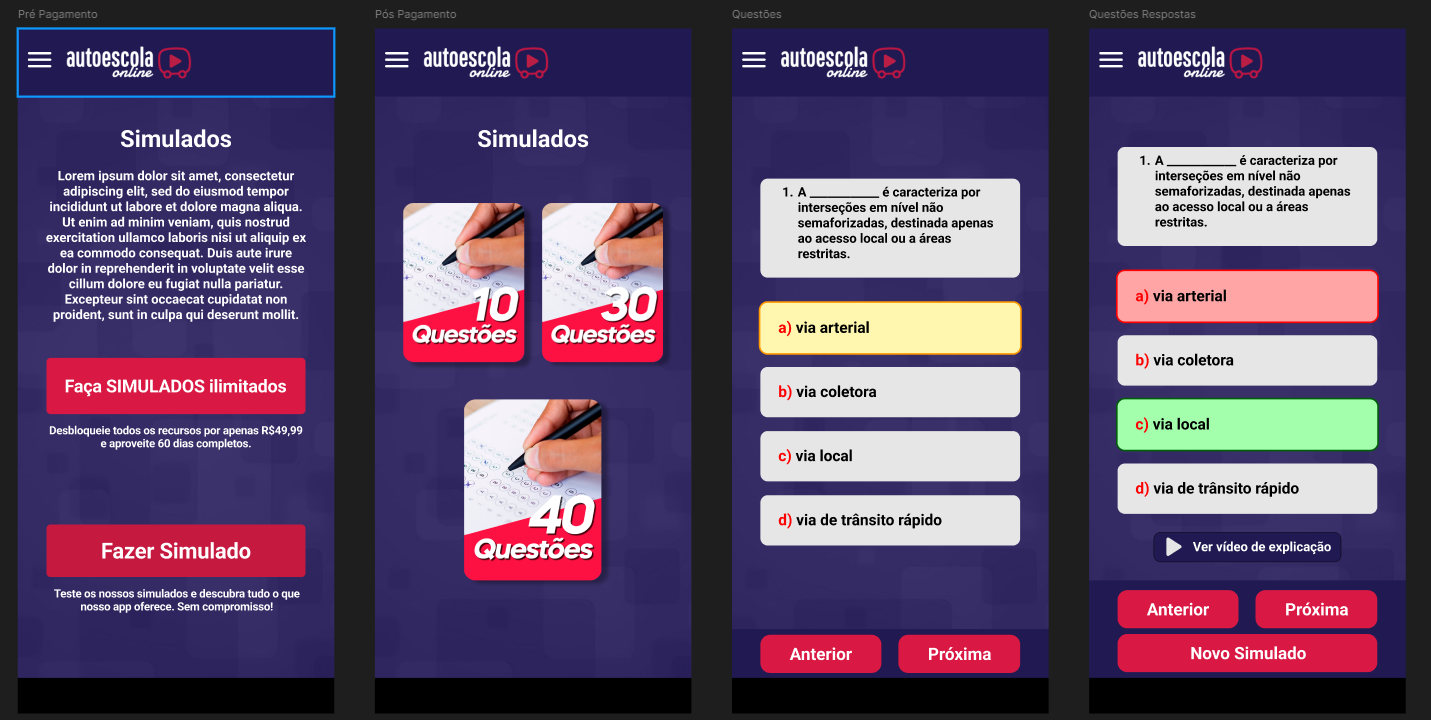 Pré Pagamento
autoescola
online
Simulados
Lorem ipsum dolor sit amet, consectetur
adipiscing elit, sed do eiusmod tempor
incididunt ut labore et dolore magna aliqua.
Ut enim ad minim veniam, quis nostrud
exercitation ullamco laboris nisi ut aliquip ex
ea commodo consequat. Duis aute irure
dolor in reprehenderit in voluptate velit esse
cillum dolore eu fugiat nulla pariatur.
Excepteur sint occaecat cupidatat non
proident, sunt in culpa qui deserunt mollit.
Faça SIMULADOS ilimitados
Desbloqueie todos os recursos por apenas R$49,99
e aproveite 60 dias completos.
Fazer Simulado
Teste os nossos simulados e descubra tudo o que
nosso app oferece. Sem compromisso!
Pós Pagamento
autoescola
online
Simulados
10
Questões
30
Questões
40
Questões
Questões
autoescola
online
1. A __________ é caracteriza por
interseções em nível não
semaforizadas, destinada apenas
ao acesso local ou a áreas
restritas.
a) via arterial
b) via coletora
c) via local
d) via de trânsito rápido
Anterior
Próxima
Questões Respostas
autoescola
online
1. A __________ é caracteriza por
interseções em nível não
semaforizadas, destinada apenas
ao acesso local ou a áreas
restritas.
a) via arterial
b) via coletora
c) via local
d) via de trânsito rápido
Ver vídeo de explicação
Anterior
Próxima
Novo Simulado